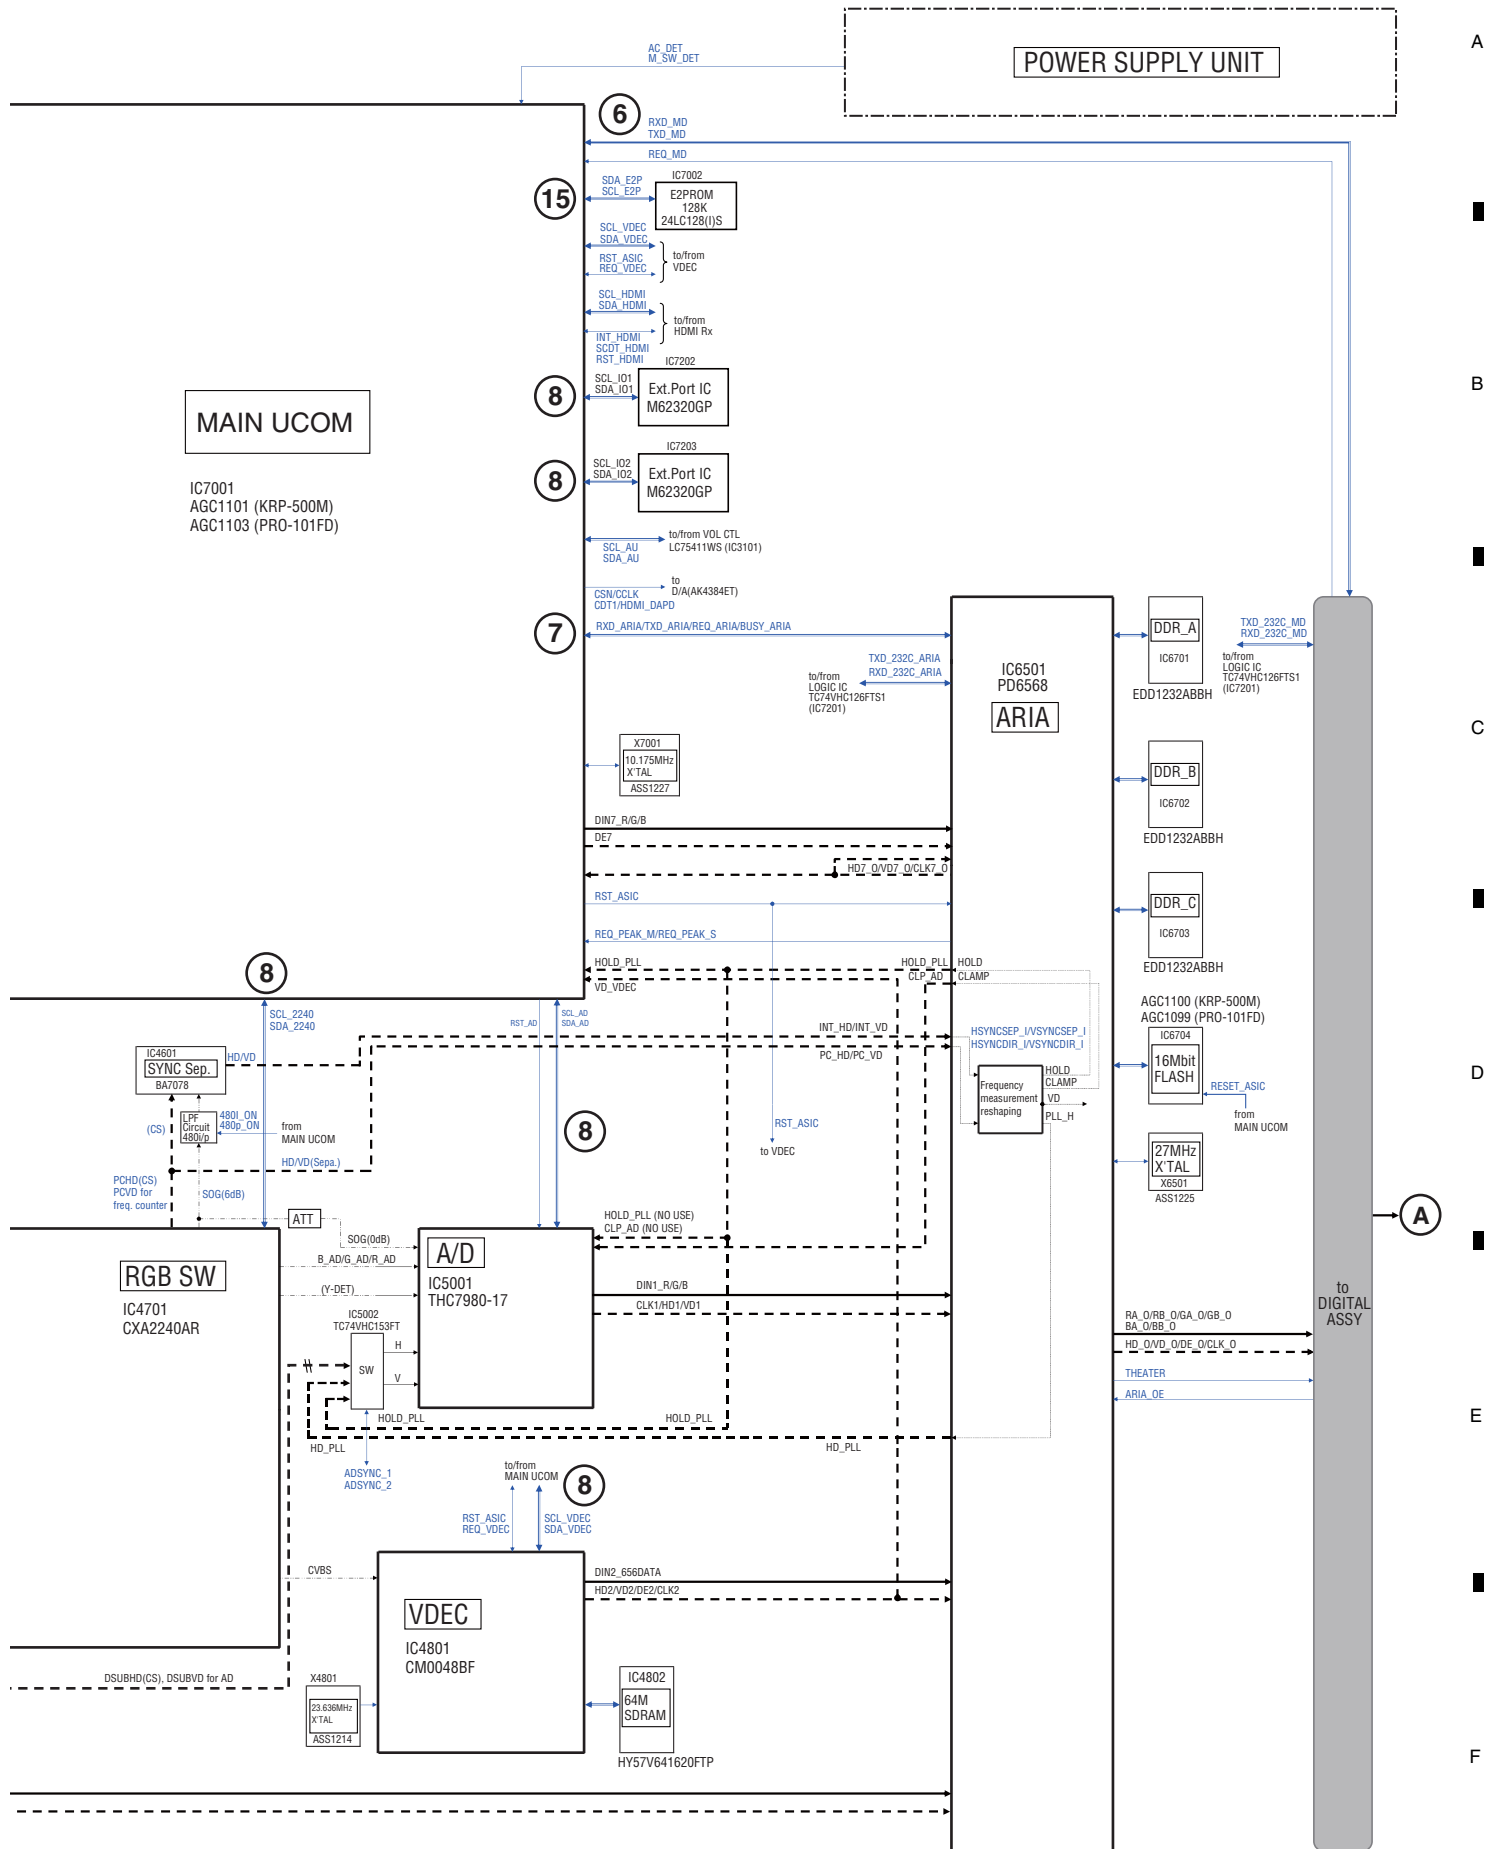 A
AC_DET
M_SW_DET
POWER SUPPLY UNIT
6
RXD_MD
TXD_MD
REQ_MD
15
SDA_E2P
SCL_E2P
IC7002
E2PROM
128K
24LC128(I)S
SCL_VDEC
SDA_VDEC
RST_ASIC
REQ_VDEC
to/from
VDEC
SCL_HDMI
SDA_HDMI
to/from
HDMI Rx
INT_HDMI
SCDT_HDMI
RST_HDMI
IC7202
8
SCL_IO1
SDA_IO1
Ext.Port IC
M62320GP
B
MAIN UCOM
IC7001
AGC1101 (KRP-500M)
AGC1103 (PRO-101FD)
IC7203
8
SCL_IO2
SDA_IO2
Ext.Port IC
M62320GP
to/from VOL CTL
LC75411WS (IC3101)
SCL_AU
SDA_AU
to
D/A(AK4384ET)
CSN/CCLK
CDT1/HDMI_DAPD
7
RXD_ARIA/TXD_ARIA/REQ_ARIA/BUSY_ARIA
TXD_232C_ARIA
RXD_232C_ARIA
to/from
LOGIC IC
TC74VHC126FTS1
(IC7201)
IC6501
PD6568
ARIA
DDR_A
IC6701
EDD1232ABBH
TXD_232C_MD
RXD_232C_MD
to/from
LOGIC IC
TC74VHC126FTS1
(IC7201)
C
X7001
10.175MHz
X'TAL
ASS1227
DDR_B
IC6702
EDD1232ABBH
DIN7_R/G/B
DE7
HD7_O/VD7_O/CLK7_O
RST_ASIC
DDR_C
IC6703
EDD1232ABBH
REQ_PEAK_M/REQ_PEAK_S
8
HOLD_PLL
VD_VDEC
HOLD_PLL
CLP_AD
HOLD
CLAMP
SCL_2240
SDA_2240
RST_AD
SCL_AD
SDA_AD
INT_HD/INT_VD
PC_HD/PC_VD
HSYNCSEP_I/VSYNCSEP_I
HSYNCDIR_I/VSYNCDIR_I
AGC1100 (KRP-500M)
AGC1099 (PRO-101FD)
IC6704
16Mbit
FLASH
RESET_ASIC
from
MAIN UCOM
D
IC4601
SYNC Sep.
BA7078
HD/VD
Frequency
measurement
reshaping
HOLD
CLAMP
VD
PLL_H
(CS)
LPF
Circuit
480i/p
480I_ON
480p_ON
from
MAIN UCOM
8
RST_ASIC
to VDEC
27MHz
X'TAL
X6501
ASS1225
HD/VD(Sepa.)
PCHD(CS)
PCVD for
freq. counter
SOG(6dB)
ATT
HOLD_PLL (NO USE)
CLP_AD (NO USE)
A
RGB SW
IC4701
CXA2240AR
SOG(0dB)
B_AD/G_AD/R_AD
(Y-DET)
A/D
IC5001
THC7980-17
DIN1_R/G/B
CLK1/HD1/VD1
IC5002
TC74VHC153FT
SW
H
V
to
DIGITAL
ASSY
RA_O/RB_O/GA_O/GB_O
BA_O/BB_O
HD_O/VD_O/DE_O/CLK_O
THEATER
ARIA_OE
E
HOLD_PLL
HOLD_PLL
HD_PLL
HD_PLL
ADSYNC_1
ADSYNC_2
to/from
MAIN UCOM
8
RST_ASIC
REQ_VDEC
SCL_VDEC
SDA_VDEC
CVBS
DIN2_656DATA
HD2/VD2/DE2/CLK2
VDEC
IC4801
CM0048BF
DSUBHD(CS), DSUBVD for AD
X4801
23.636MHz
X'TAL
ASS1214
IC4802
64M
SDRAM
HY57V641620FTP
F